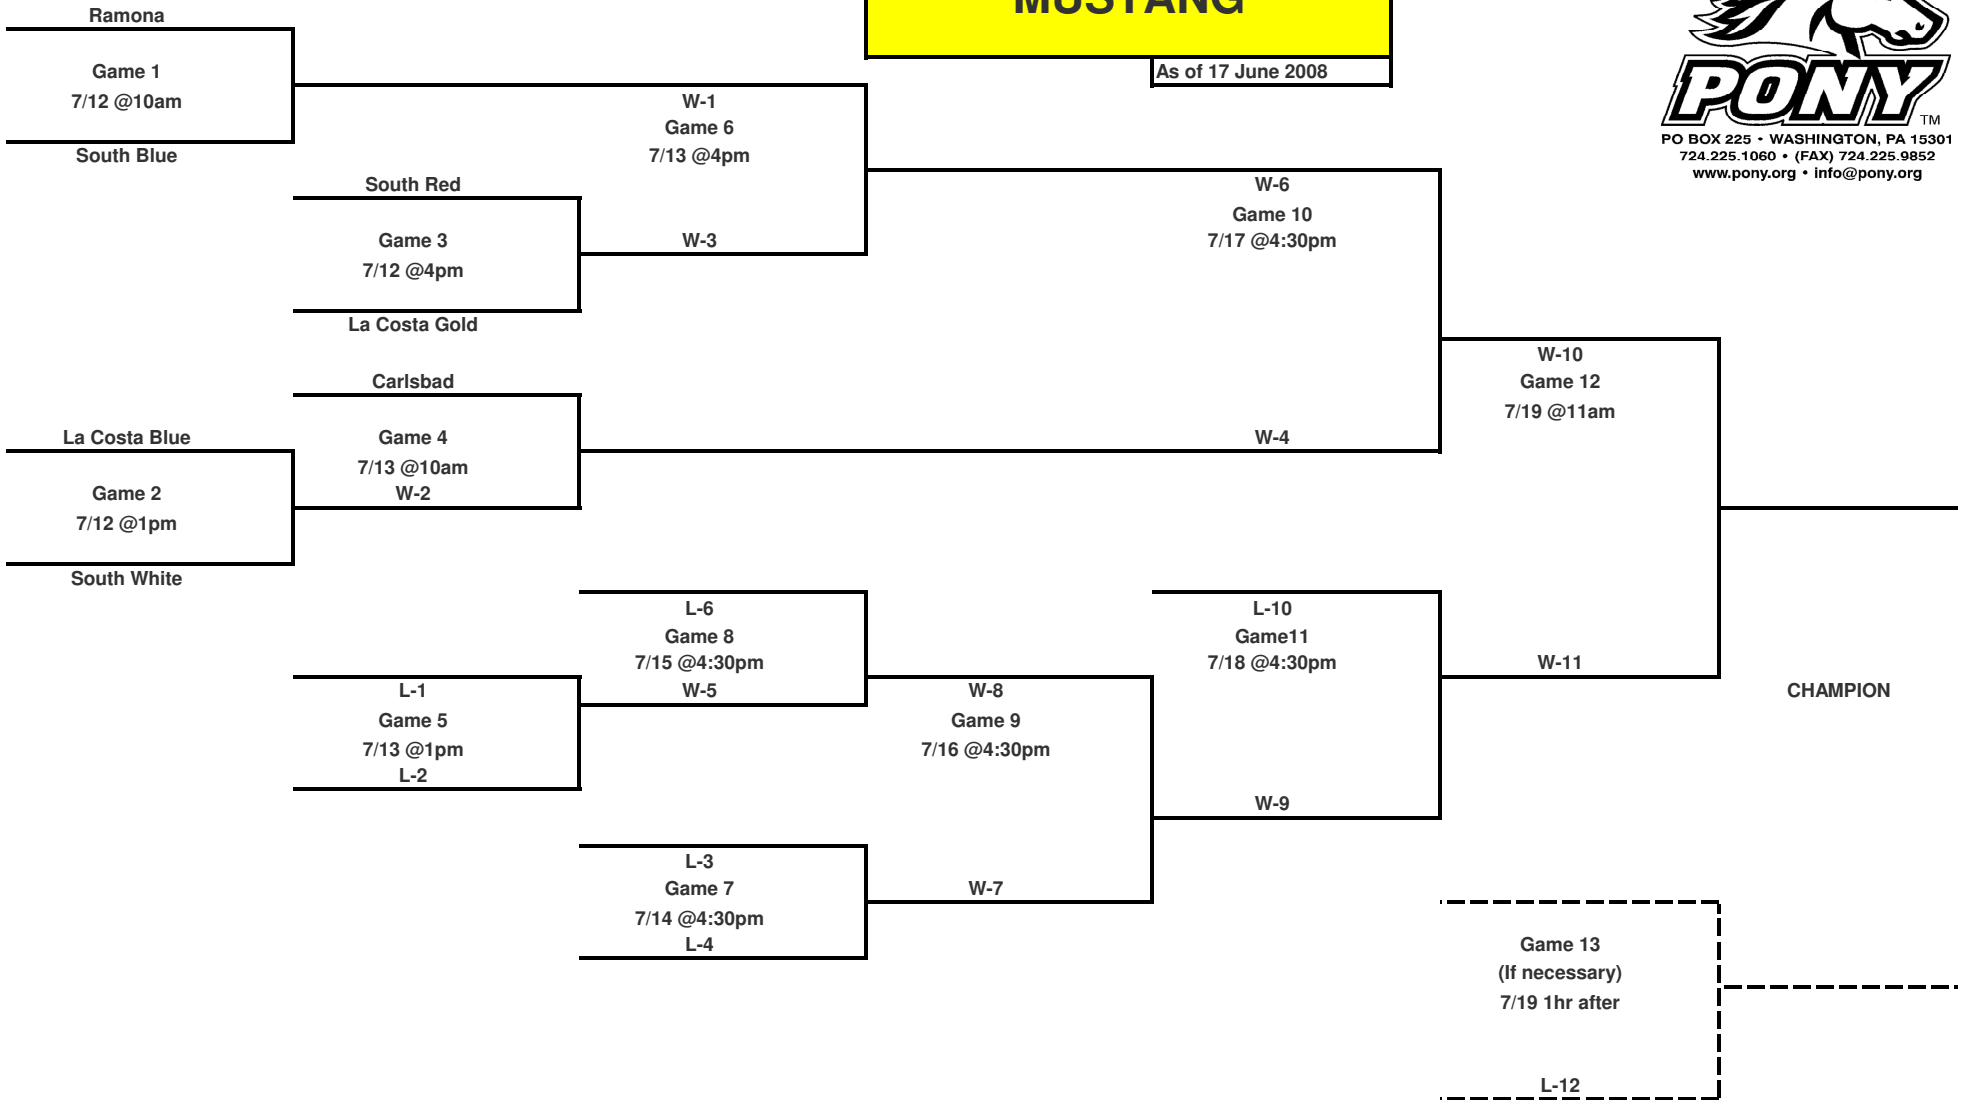 MUSTANG
As of 17 June 2008
PONY TM
PO BOX 225 • WASHINGTON, PA 15301
724.225.1060 • (FAX) 724.225.9852
www.pony.org • info@pony.org
Ramona
Game 1
7/12 @10am
South Blue
W-1
Game 6
7/13 @4pm
South Red
Game 3
7/12 @4pm
La Costa Gold
W-3
W-6
Game 10
7/17 @4:30pm
Carlsbad
Game 4
7/13 @10am
W-2
La Costa Blue
Game 2
7/12 @1pm
South White
W-4
W-10
Game 12
7/19 @11am
L-6
Game 8
7/15 @4:30pm
W-5
L-1
Game 5
7/13 @1pm
L-2
W-8
Game 9
7/16 @4:30pm
L-10
Game11
7/18 @4:30pm
W-11
CHAMPION
W-9
L-3
Game 7
7/14 @4:30pm
L-4
W-7
Game 13
(If necessary)
7/19 1hr after
L-12